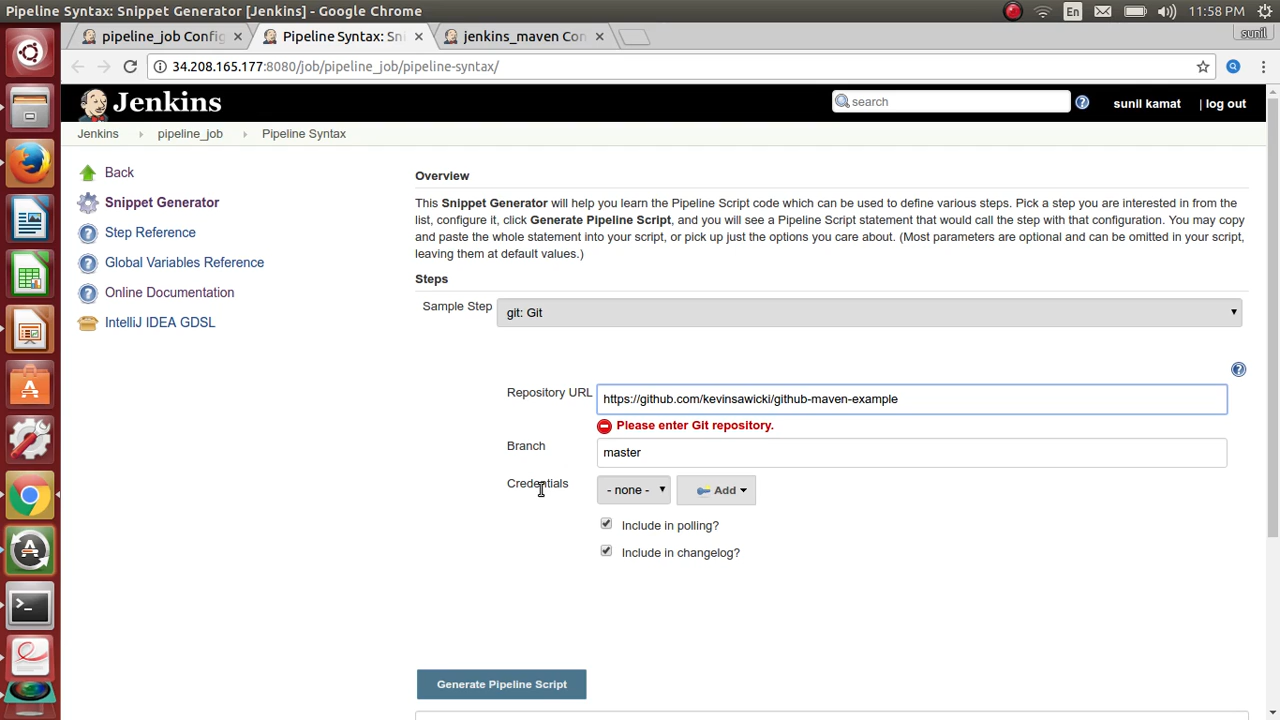 Pipeline Syntax: Snippet Generator [Jenkins] - Google Chrome
En
11:58 PM
pipeline_job Config
Pipeline Syntax: Sni
jenkins_maven Con
sunil
34.208.165.177:8080/job/pipeline_job/pipeline-syntax/
Jenkins
search
sunil kamat
| log out
Jenkins
pipeline_job
Pipeline Syntax
Back
Snippet Generator
Step Reference
Global Variables Reference
Online Documentation
IntelliJ IDEA GDSL
Overview
This Snippet Generator will help you learn the Pipeline Script code which can be used to define various steps. Pick a step you are interested in from the
list, configure it, click Generate Pipeline Script, and you will see a Pipeline Script statement that would call the step with that configuration. You may copy
and paste the whole statement into your script, or pick up just the options you care about. (Most parameters are optional and can be omitted in your script,
leaving them at default values.)
Steps
Sample Step
git: Git
Repository URL
https://github.com/kevinsawicki/github-maven-example
Please enter Git repository.
Branch
master
Credentials
- none -
Add
Include in polling?
Include in changelog?
Generate Pipeline Script